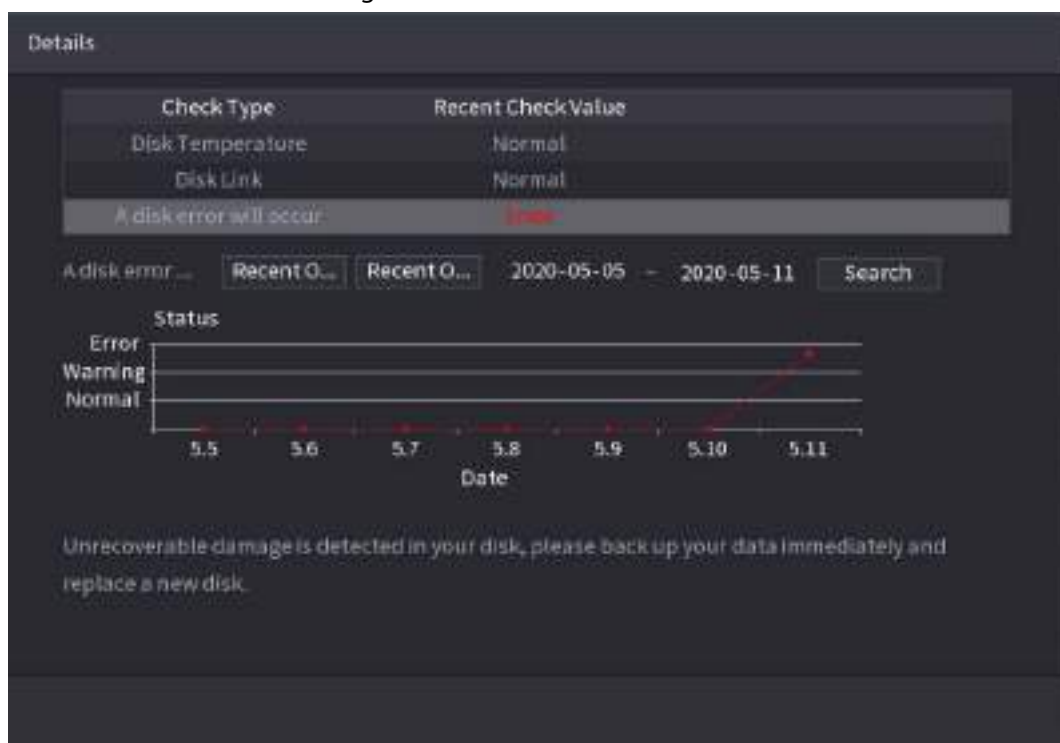 Details
Check Type Recent Check Value
Disk Temperature Normal
Disk Link Normal
A disk error will occur Error
A disk error ... Recent O... Recent O... 2020-05-05 - 2020-05-11 Search
Status
Error
Warning
Normal
5.5 5.6 5.7 5.8 5.9 5.10 5.11
Date
Unrecoverable damage is detected in your disk, please back up your data immediately and
replace a new disk.